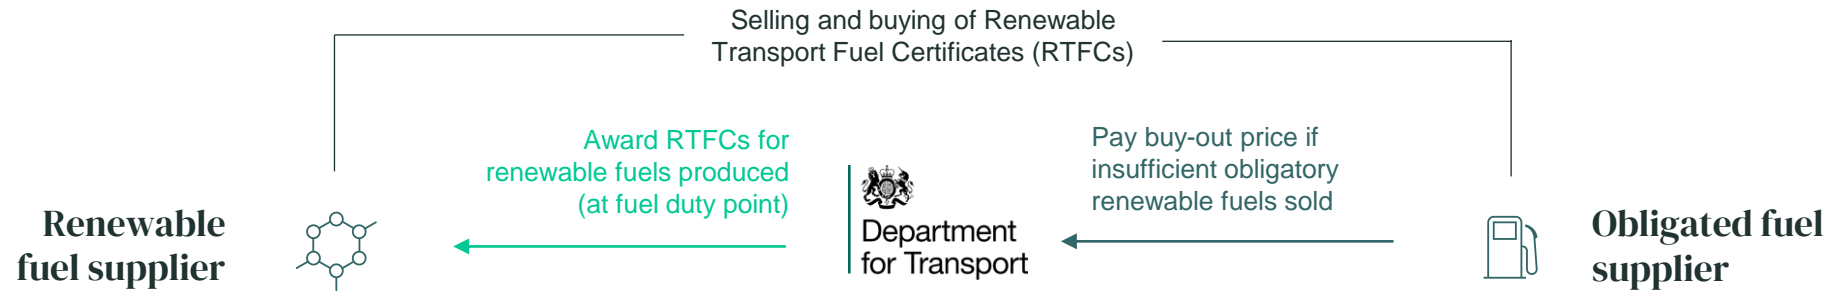 Selling and buying of Renewable
Transport Fuel Certificates (RTFCs)
Award RTFCs for
renewable fuels produced
(at fuel duty point)
Pay buy-out price if
insufficient obligatory
renewable fuels sold
Renewable
fuel supplier
Department
for Transport
Obligated fuel
supplier